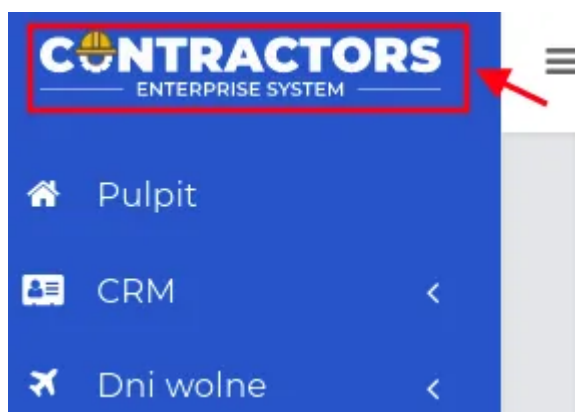 CONTRACTORS
ENTERPRISE SYSTEM
Pulpit
CRM
Dni wolne